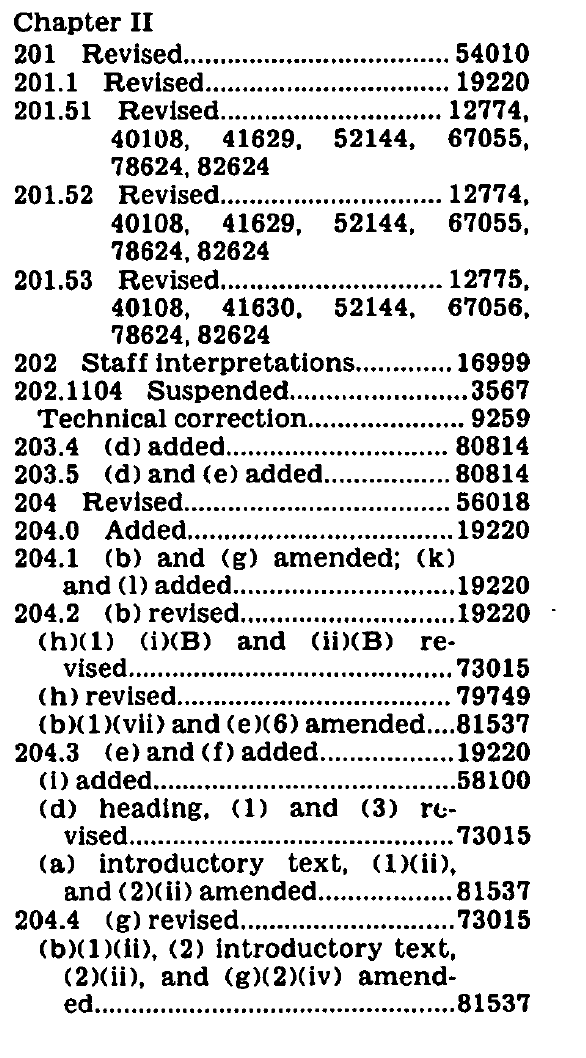 Chapter II
201 Revised.................................... 54010
201.1 Revised................................. 19220
201.51 Revised.............................. 12774,
40108, 41629, 52144, 67055,
78624, 82624
201.52 Revised.............................. 12774,
40108, 41629, 52144, 67055,
78624, 82624
201.53 Revised.............................. 12775,
40108, 41630, 52144, 67056,
78624, 82624
202 Staff interpretations............. 16999
202.1104 Suspended........................3567
Technical correction..................... 9259
203.4 (d) added.............................. 80814
203.5 (d) and (e) added................. 80814
204 Revised....................................56018
204.0 Added....................................19220
204.1 (b) and (g) amended; (k)
and (l) added..............................19220
204.2 (b) revised.............................19220
(h)(1) (i)(B) and (ii)(B) re-
vised............................................73015
(h) revised..................................... 79749
(b)(1)(vii) and (e)(6) amended....81537
204.3 (e) and (f) added..................19220
(i) added.........................................58100
(d) heading, (1) and (3) re-
vised............................................73015
(a) introductory text, (1)(ii),
and (2)(ii) amended..................81537
204.4 (g) revised.............................73015
(b)(1)(ii), (2) introductory text,
(2)(ii), and (g)(2)(iv) amend-
ed.................................................81537